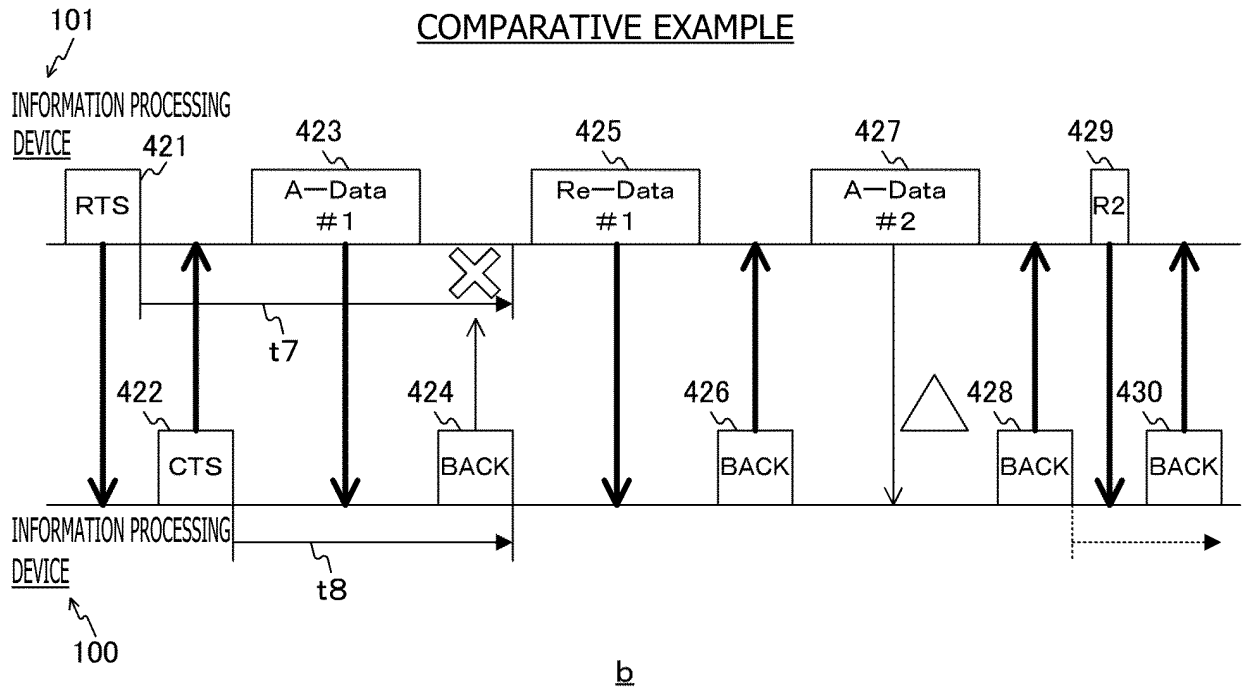 COMPARATIVE EXAMPLE
101
INFORMATION PROCESSING
DEVICE
421
423
425
427
429
RTS
A—Data
#1
Re—Data
#1
A—Data
#2
R2
t7
422
424
426
428
430
CTS
BACK
BACK
BACK
BACK
INFORMATION PROCESSING
DEVICE
t8
100
b